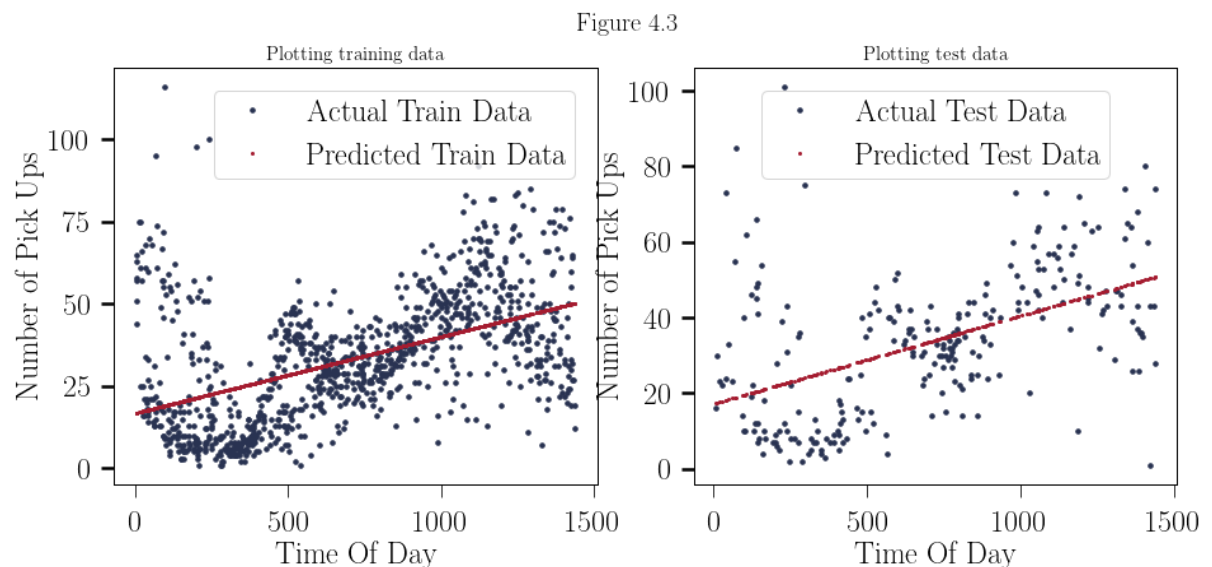 Figure 4.3
Plotting training data
Actual Train Data
Predicted Train Data
Number of Pick Ups
100
75
50
25
0
0 500 1000 1500
Time Of Day
Plotting test data
Actual Test Data
Predicted Test Data
Number of Pick Ups
100
80
60
40
20
0
0 500 1000 1500
Time Of Day